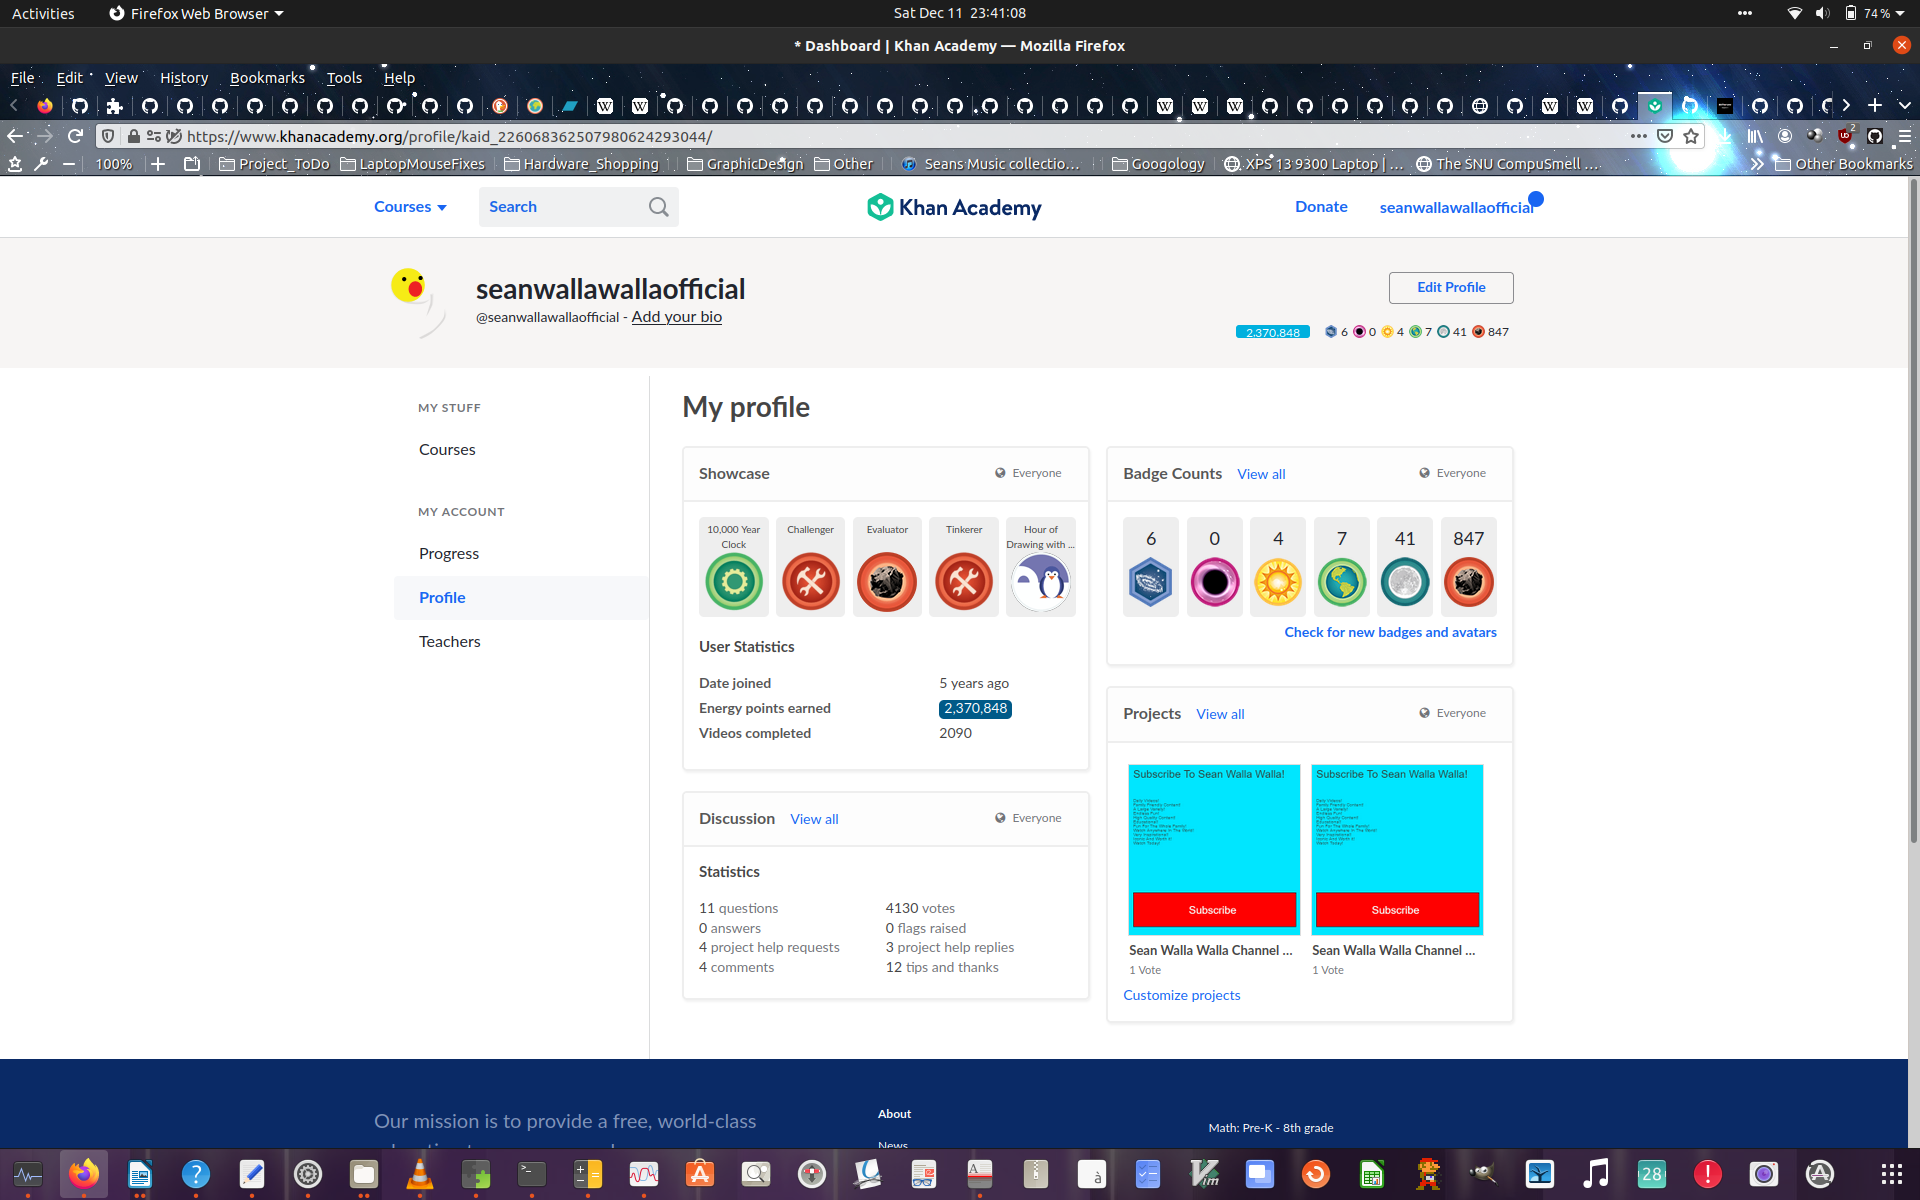 Activities
Firefox Web Browser
Sat Dec 11 23:41:08
74 %
* Dashboard | Khan Academy — Mozilla Firefox
File Edit View History Bookmarks Tools Help
https://www.khanacademy.org/profile/kaid_226068362507980624293044/
100%
Project_ToDo
LaptopMouseFixes
Hardware_Shopping
GraphicDesign
Other
Seans Music collectio…
Googology
XPS 13 9300 Laptop | …
The SNU CompuSmell …
Other Bookmarks
Courses
Search
Khan Academy
Donate
seanwallawallaofficial
seanwallawallaofficial
@seanwallawallaofficial - Add your bio
Edit Profile
2,370,848 6 0 4 7 41 847
MY STUFF
Courses
MY ACCOUNT
Progress
Profile
Teachers
My profile
Showcase
Everyone
10,000 Year Clock
Challenger
Evaluator
Tinkerer
Hour of Drawing with ...
User Statistics
Date joined 5 years ago
Energy points earned 2,370,848
Videos completed 2090
Discussion View all
Everyone
Statistics
11 questions 4130 votes
0 answers 0 flags raised
4 project help requests 3 project help replies
4 comments 12 tips and thanks
Badge Counts View all
Everyone
6 0 4 7 41 847
Check for new badges and avatars
Projects View all
Everyone
Subscribe To Sean Walla Walla!
Subscribe
Sean Walla Walla Channel ...
1 Vote
Subscribe To Sean Walla Walla!
Subscribe
Sean Walla Walla Channel ...
1 Vote
Customize projects
Our mission is to provide a free, world-class
About
News
Math: Pre-K - 8th grade
28